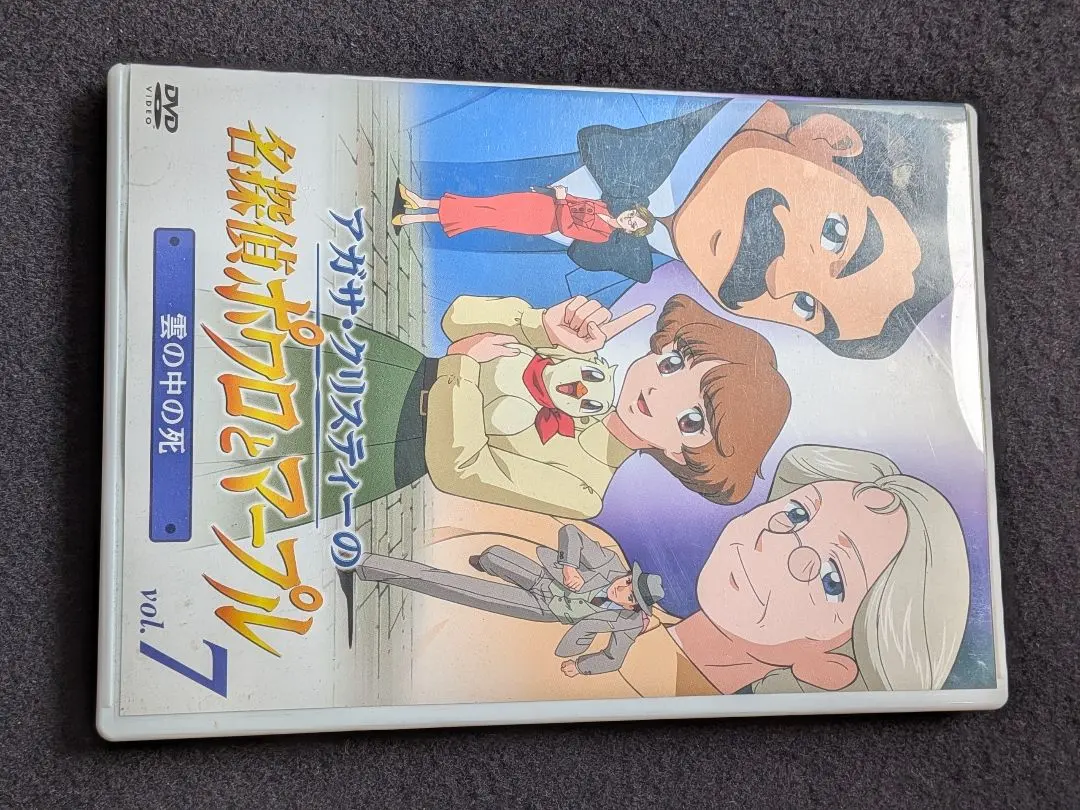 アガサ・クリスティーの
名探偵ポワロとマープル
vol. 7
雲の中の死
DVD
VIDEO